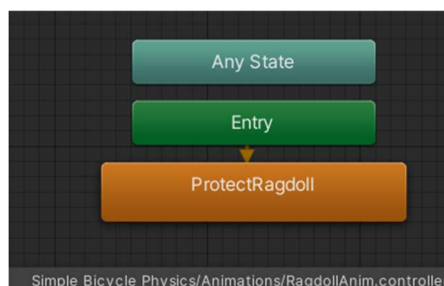 Any State
Entry
ProtectRagdoll
Simple Bicycle Physics/Animations/RagdollAnim.controlle